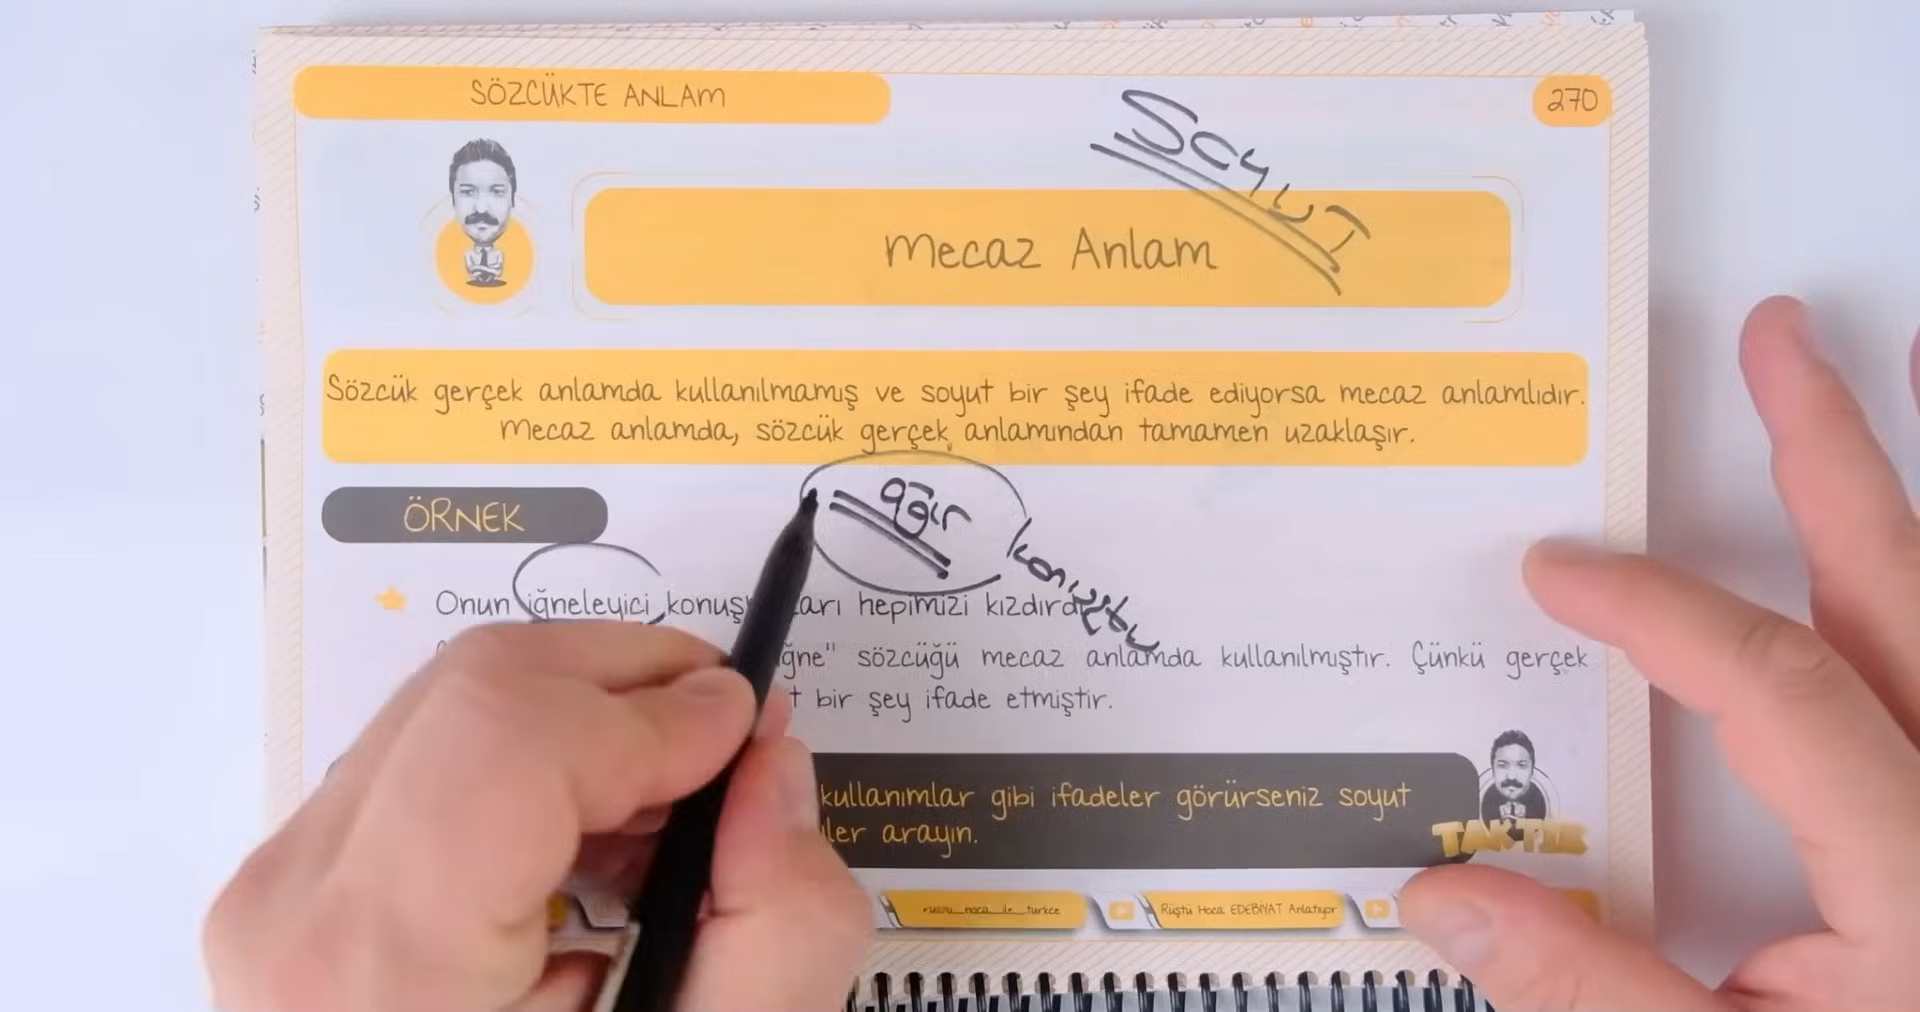 SÖZCÜKTE ANLAM
270
Soyut
Mecaz Anlam
Sözcük gerçek anlamda kullanılmamış ve soyut bir şey ifade ediyorsa mecaz anlamlıdır.
Mecaz anlamda, sözcük gerçek anlamından tamamen uzaklaşır.
ÖRNEK
ağır konuştu
Onun iğneleyici hepimizi kızdırdı
sözcüğü mecaz anlamda kullanılmıştır. Çünkü gerçek
bir şey ifade etmiştir.
kullanımlar gibi ifadeler görürseniz soyut
arayın.
TAKTİK
Rüştü Hoca EDEBİYAT Anlatıyor